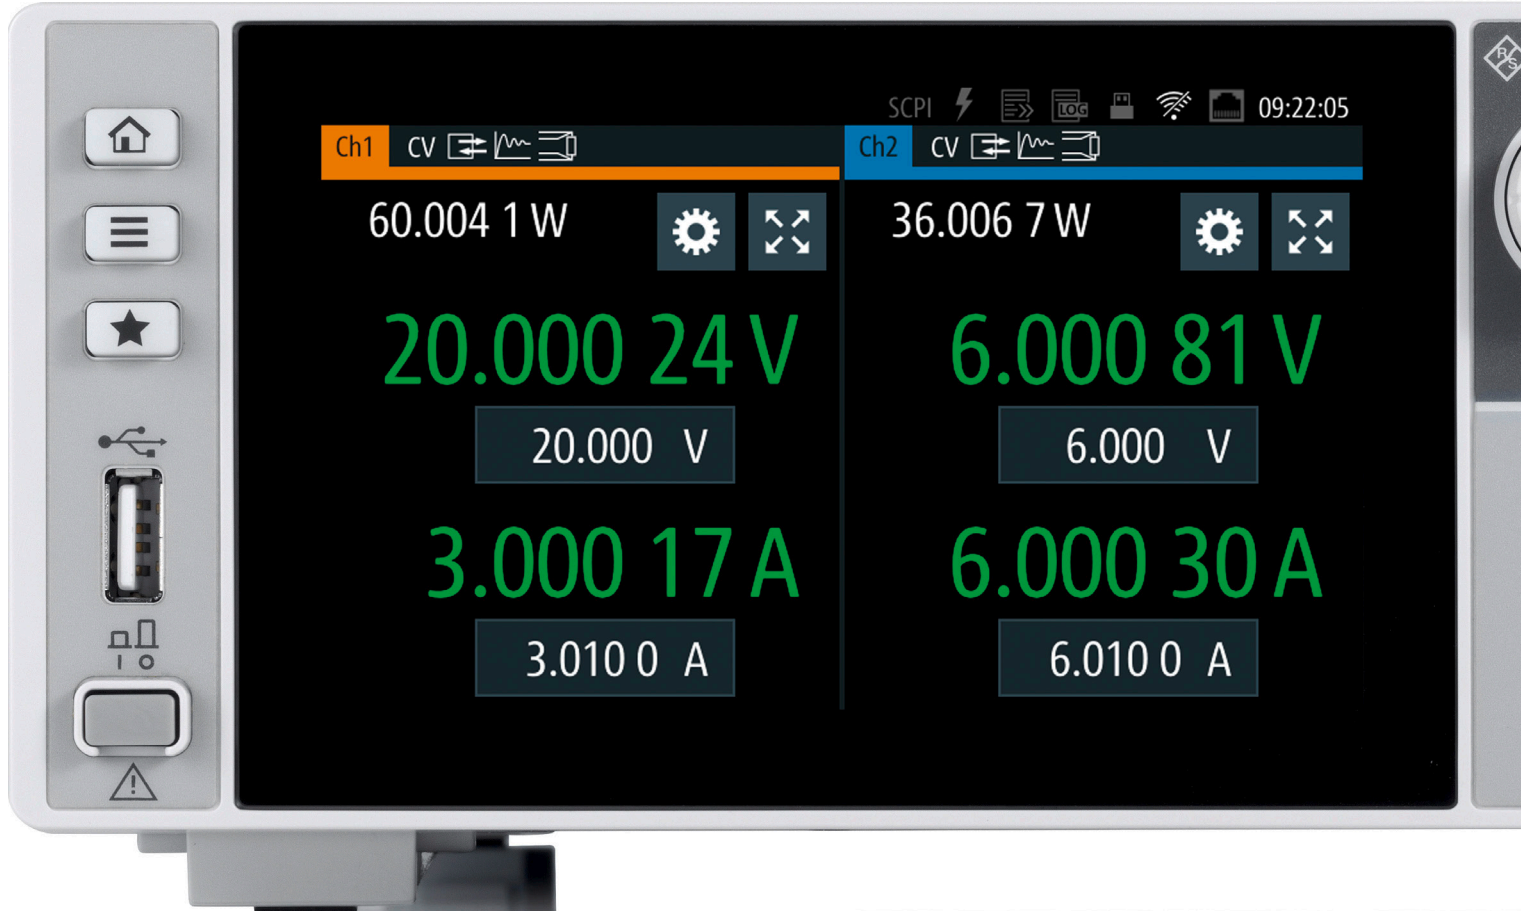 R&S
SCPI LOG 09:22:05
Ch1 CV
60.004 1 W
20.000 24 V
20.000 V
3.000 17 A
3.010 0 A
Ch2 CV
36.006 7 W
6.000 81 V
6.000 V
6.000 30 A
6.010 0 A